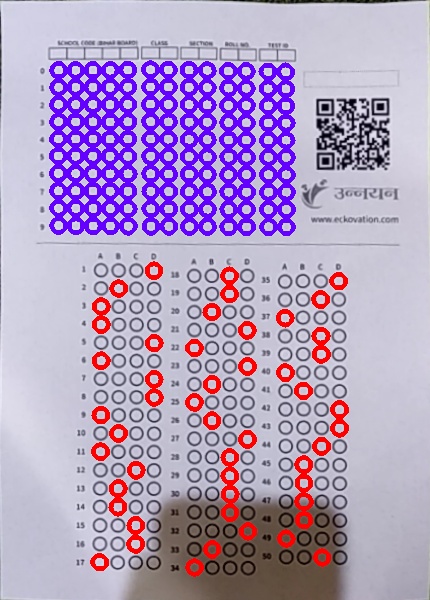 SCHOOL CODE (BIHAR BOARD) CLASS SECTION ROLL NO. TEST ID
0
1
2
3
4
5
6
7
8
9
उन्नयन
www.eckovation.com
A B C D A B C D A B C D
1 18 35
2 19 36
3 20 37
4 21 38
5 22 39
6 23 40
7 24 41
8 25 42
9 26 43
10 27 44
11 28 45
12 29 46
13 30 47
14 31 48
15 32 49
16 33 50
17 34